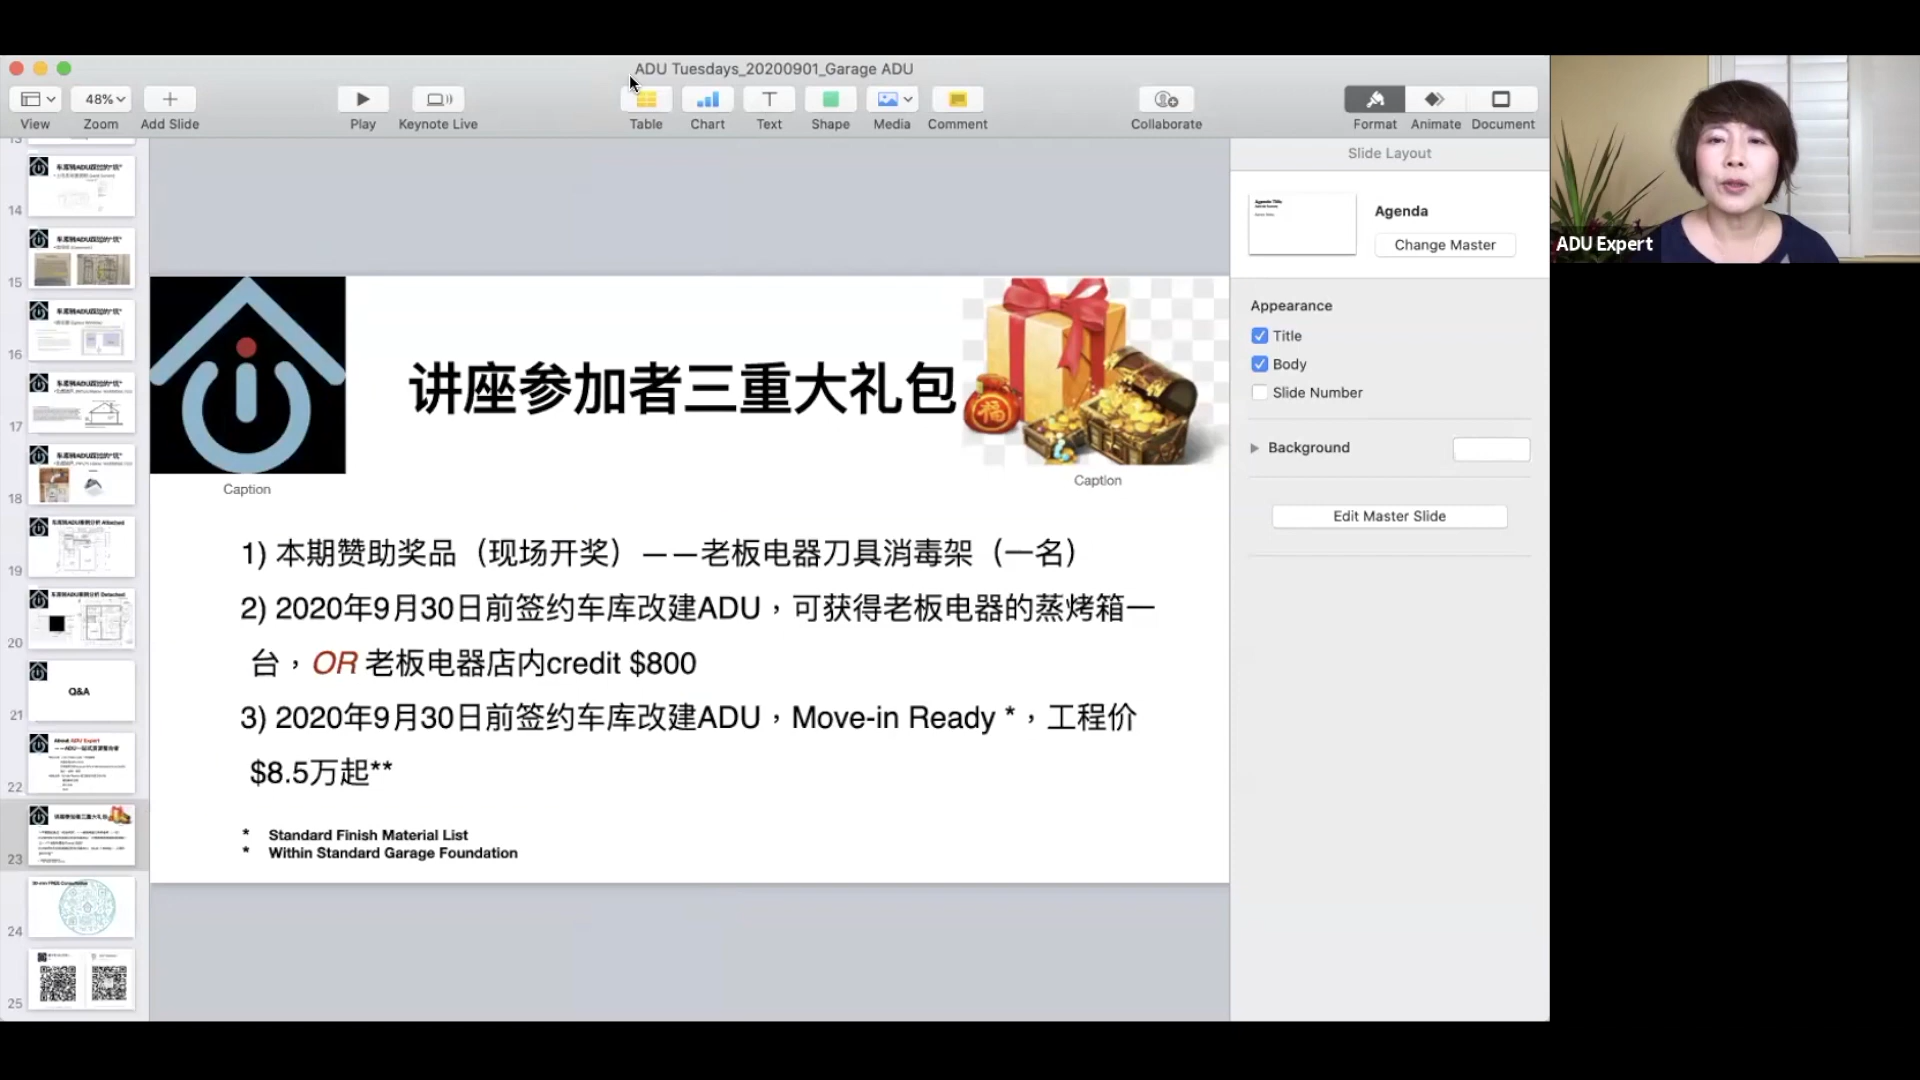 ADU Tuesdays_20200901_Garage ADU
48%
View
Zoom
Add Slide
Play
Keynote Live
Table
Chart
Text
Shape
Media
Comment
Collaborate
Format
Animate
Document
14
15
16
17
18
19
20
Q&A
21
22
23
24
25
讲座参加者三重大礼包
福
Caption
Caption
1) 本期赞助奖品（现场开奖）——老板电器刀具消毒架（一名）
2) 2020年9月30日前签约车库改建ADU，可获得老板电器的蒸烤箱一
台，OR 老板电器店内credit $800
3) 2020年9月30日前签约车库改建ADU，Move-in Ready *，工程价
$8.5万起**
* Standard Finish Material List
* Within Standard Garage Foundation
Slide Layout
Agenda
Change Master
Appearance
Title
Body
Slide Number
Background
Edit Master Slide
ADU Expert